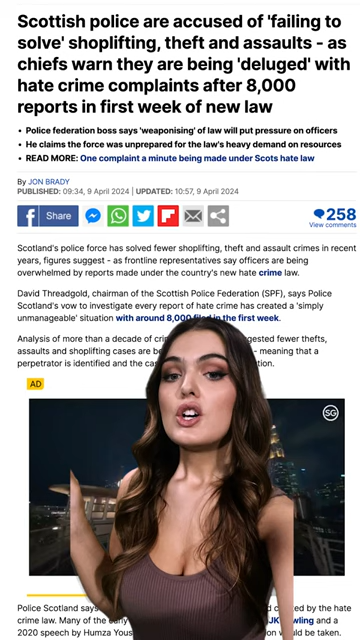 Scottish police are accused of 'failing to
solve' shoplifting, theft and assaults - as
chiefs warn they are being 'deluged' with
hate crime complaints after 8,000
reports in first week of new law
• Police federation boss says 'weaponising' of law will put pressure on officers
• He claims the force was unprepared for the law's heavy demand on resources
• READ MORE: One complaint a minute being made under Scots hate law
By JON BRADY
PUBLISHED: 09:34, 9 April 2024 | UPDATED: 10:57, 9 April 2024
Share
258
View comments
Scotland's police force has solved fewer shoplifting, theft and assault crimes in recent
years, figures suggest - as frontline representatives say officers are being
overwhelmed by reports made under the country's new hate crime law.
David Threadgold, chairman of the Scottish Police Federation (SPF), says Police
Scotland's vow to investigate every report of hate crime has created a 'simply
unmanageable' situation with around 8,000 filed in the first week.
Analysis of more than a decade of gested fewer thefts,
assaults and shoplifting cases are - meaning that a
perpetrator is identified and the
AD
SG
Police Scotland says by the hate
crime law. Many of the and a
2020 speech by Humza would be taken.